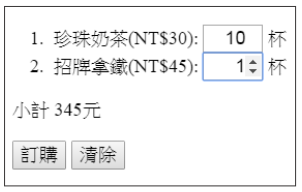 1. 珍珠奶茶(NT$30): 10 杯
2. 招牌拿鐵(NT$45): 1 杯
小計 345元
訂購 清除